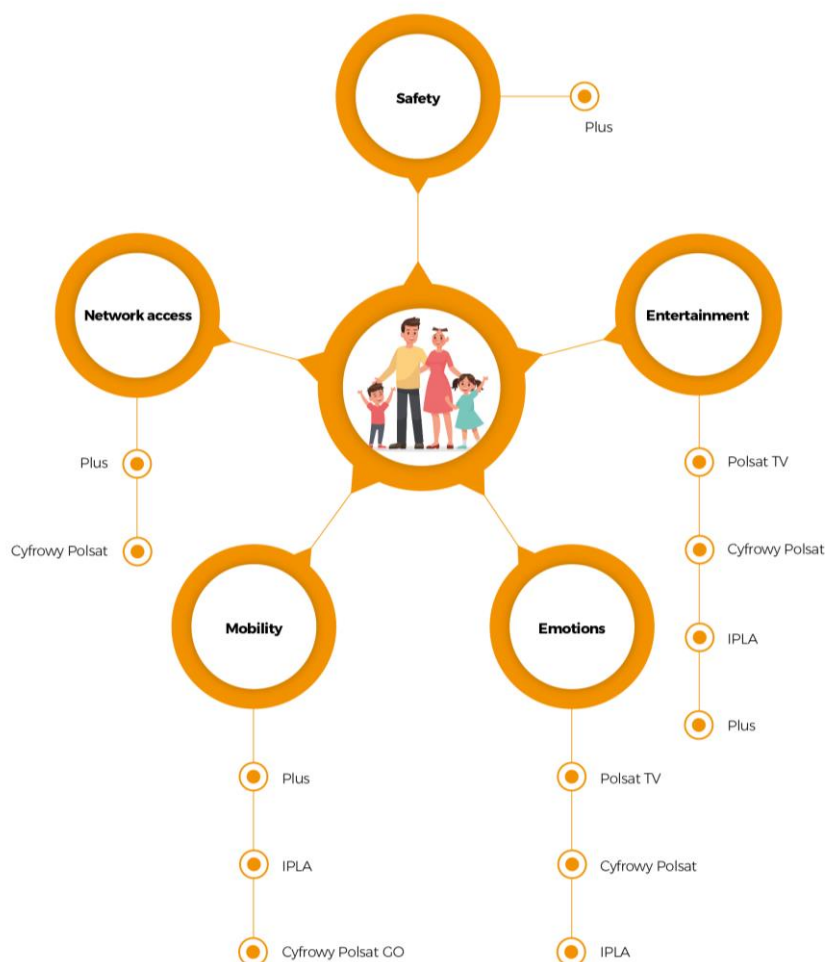 Safety
Plus
Network access
Plus
Cyfrowy Polsat
Entertainment
Polsat TV
Cyfrowy Polsat
IPLA
Plus
Mobility
Plus
IPLA
Cyfrowy Polsat GO
Emotions
Polsat TV
Cyfrowy Polsat
IPLA